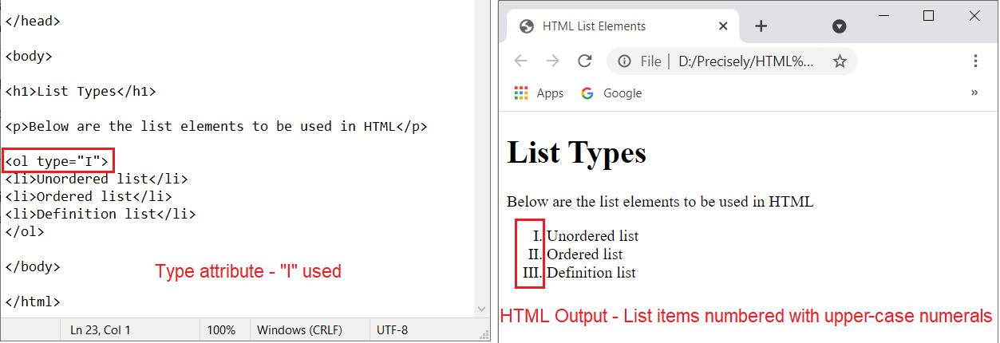 </head>
<body>
<h1>List Types</h1>
<p>Below are the list elements to be used in HTML</p>
<ol type="I">
<li>Unordered list</li>
<li>Ordered list</li>
<li>Definition list</li>
</ol>
</body>
Type attribute - "I" used
</html>
Ln 23, Col 1 100% Windows (CRLF) UTF-8
HTML List Elements
File | D:/Precisely/HTML%...
Apps Google »
List Types
Below are the list elements to be used in HTML
I. Unordered list
II. Ordered list
III. Definition list
HTML Output - List items numbered with upper-case numerals